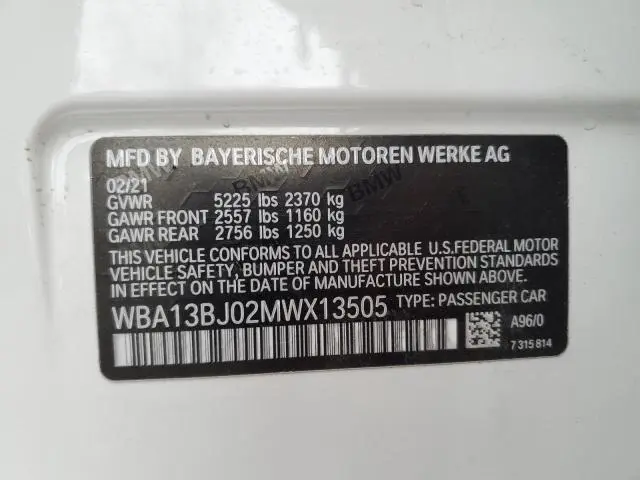 MFD BY BAYERISCHE MOTOREN WERKE AG
02/21
GVWR 5225 lbs 2370 kg
GAWR FRONT 2557 lbs 1160 kg
GAWR REAR 2756 lbs 1250 kg
THIS VEHICLE CONFORMS TO ALL APPLICABLE U.S.FEDERAL MOTOR
VEHICLE SAFETY, BUMPER AND THEFT PREVENTION STANDARDS
IN EFFECT ON THE DATE OF MANUFACTURE SHOWN ABOVE.
WBA13BJ02MWX13505 TYPE: PASSENGER CAR
A96/0
7 315 814
BMW
BMW
BMW